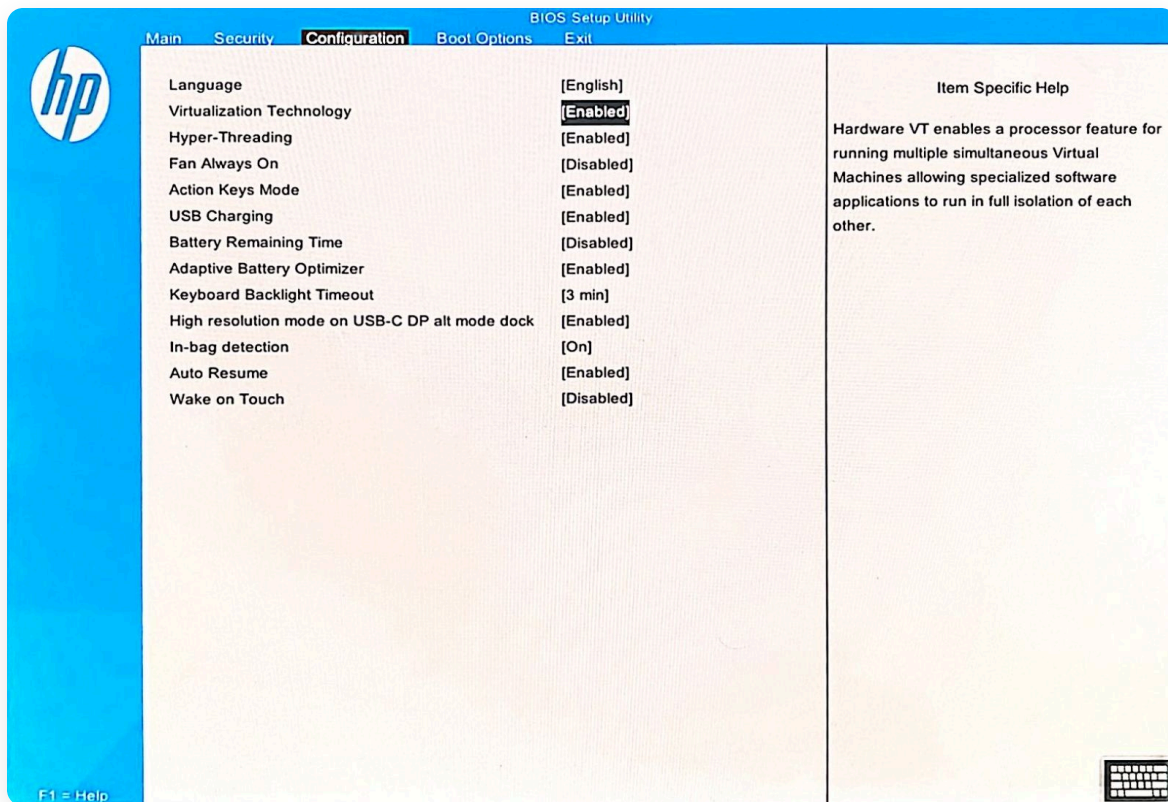 BIOS Setup Utility
Main Security Configuration Boot Options Exit
hp
Language [English]
Virtualization Technology [Enabled]
Hyper-Threading [Enabled]
Fan Always On [Disabled]
Action Keys Mode [Enabled]
USB Charging [Enabled]
Battery Remaining Time [Disabled]
Adaptive Battery Optimizer [Enabled]
Keyboard Backlight Timeout [3 min]
High resolution mode on USB-C DP alt mode dock [Enabled]
In-bag detection [On]
Auto Resume [Enabled]
Wake on Touch [Disabled]
Item Specific Help
Hardware VT enables a processor feature for
running multiple simultaneous Virtual
Machines allowing specialized software
applications to run in full isolation of each
other.
F1 = Help